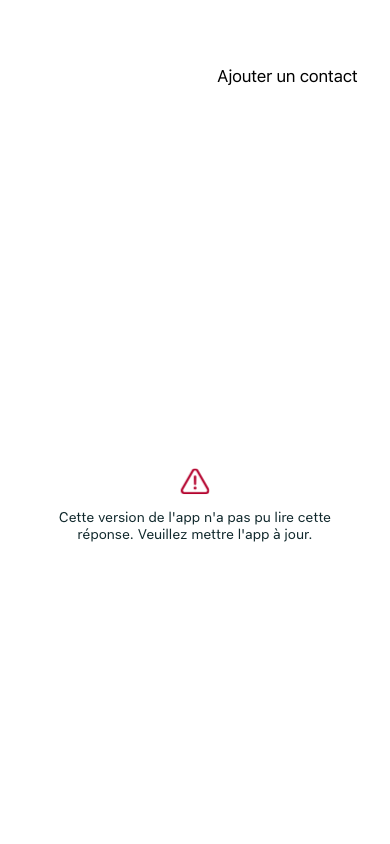 Ajouter un contact
Cette version de l'app n'a pas pu lire cette
réponse. Veuillez mettre l'app à jour.